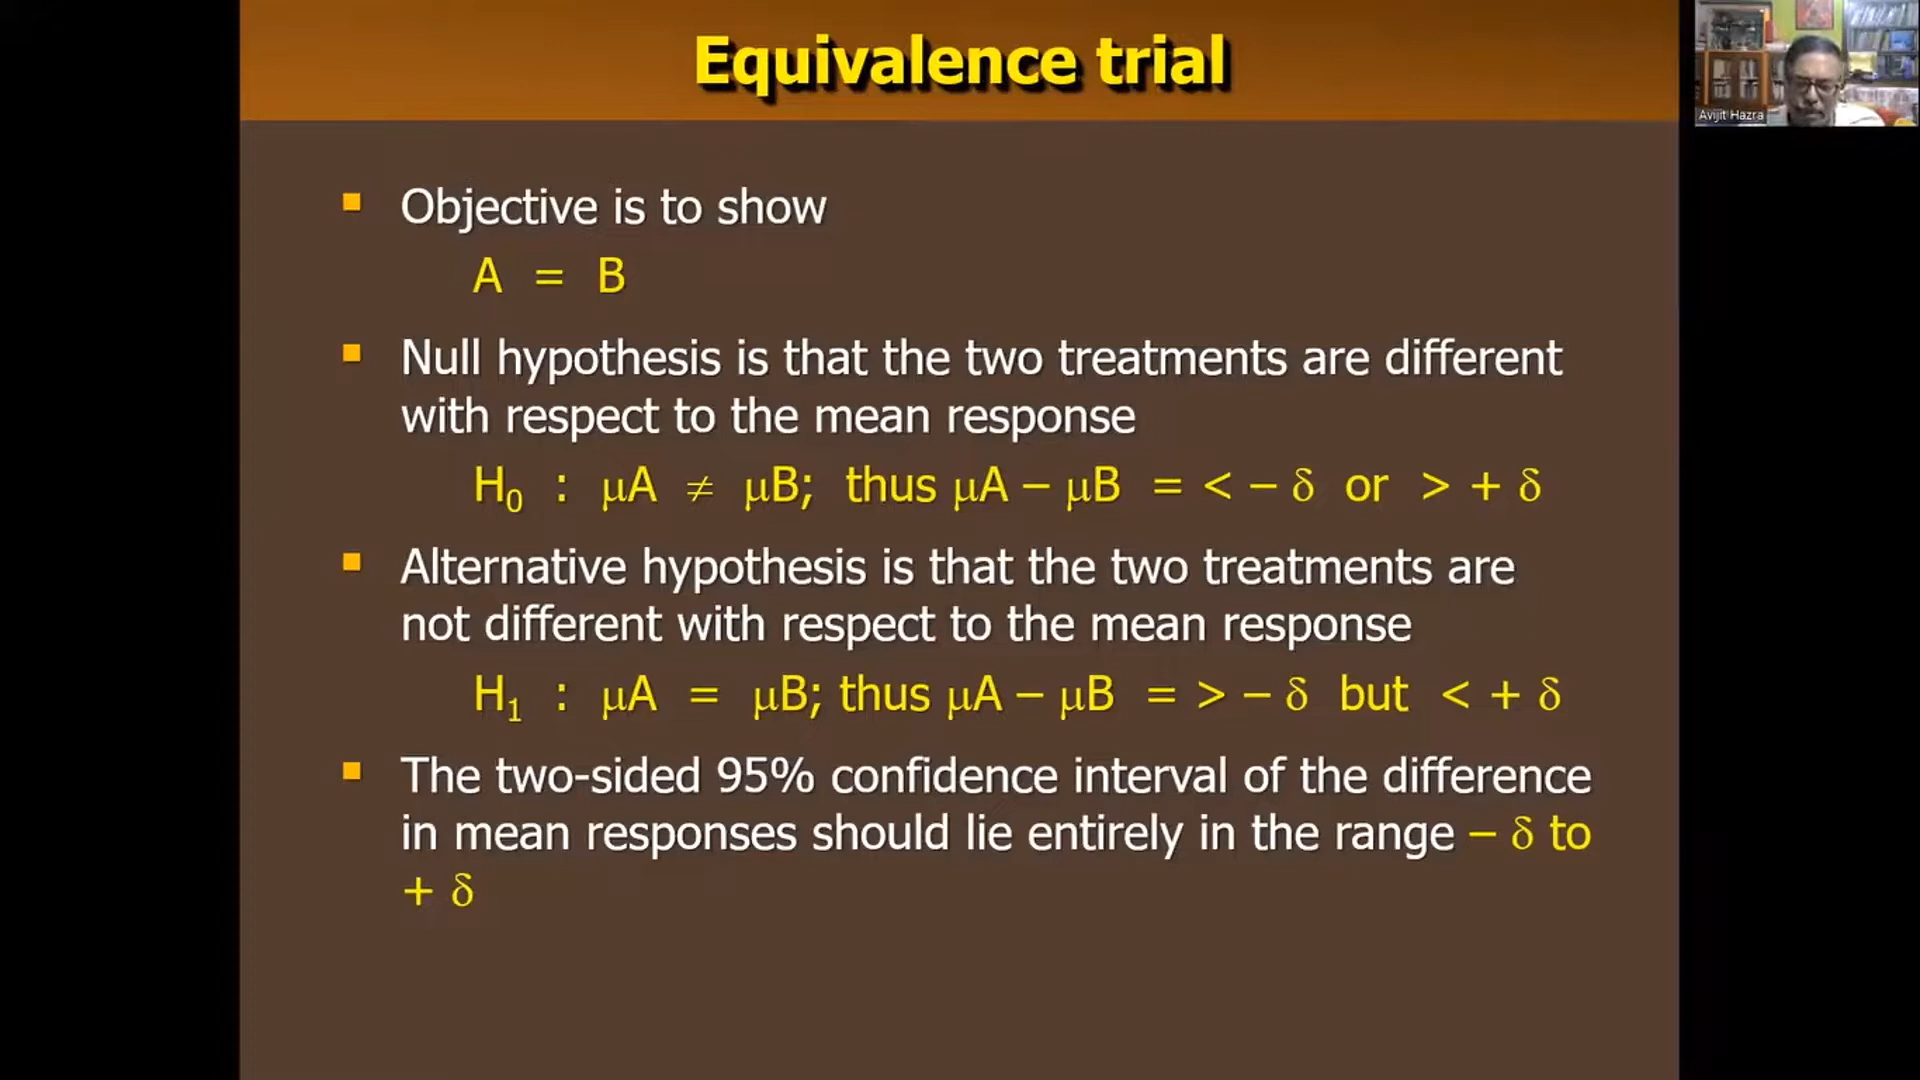 Equivalence trial
Avijit Hazra
▪ Objective is to show
A = B
▪ Null hypothesis is that the two treatments are different
with respect to the mean response
H₀ : μA ≠ μB; thus μA – μB = < – δ or > + δ
▪ Alternative hypothesis is that the two treatments are
not different with respect to the mean response
H₁ : μA = μB; thus μA – μB = > – δ but < + δ
▪ The two-sided 95% confidence interval of the difference
in mean responses should lie entirely in the range – δ to
+ δ